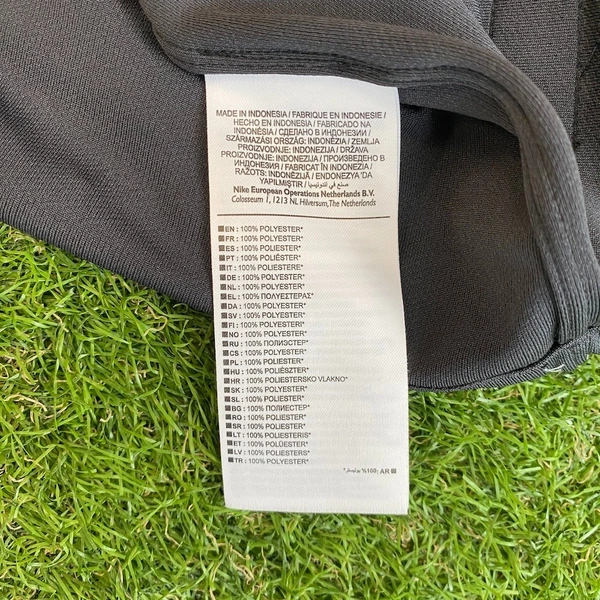 MADE IN INDONESIA / FABRIQUE EN INDONESIE /
HECHO EN INDONESIA / FABRICADO NA
INDONÉSIA / СДЕЛАНО В ИНДОНЕЗИИ /
SZÁRMAZÁSI ORSZÁG: INDONÉZIA / ZEMLJA
PROIZVODNJE: INDONEZIJA / DRŽAVA
PROIZVODNJE: INDONEZIJA / ПРОИЗВЕДЕНО В
ИНДОНЕЗИЯ / FABRICAT ÎN INDONEZIA /
RAŽOTS: INDONĒZIJĀ / ENDONEZYA'DA
YAPILMIŞTIR / صنع في اندونيسيا
Nike European Operations Netherlands B.V.
Colosseum 1, 1213 NL Hilversum, The Netherlands
EN : 100% POLYESTER*
FR : 100% POLYESTER*
ES : 100% POLIÉSTER*
PT : 100% POLIÉSTER*
IT : 100% POLIESTERE*
DE : 100% POLYESTER*
NL : 100% POLYESTER*
EL : 100% ΠΟΛΥΕΣΤΕΡΑΣ*
DA : 100% POLYESTER*
SV : 100% POLYESTER*
FI : 100% POLYESTERI*
NO : 100% POLYESTER*
RU : 100% ПОЛИЭСТЕР*
CS : 100% POLYESTER*
PL : 100% POLIESTER*
HU : 100% POLIÉSZTER*
HR : 100% POLIESTERSKO VLAKNO*
SK : 100% POLYESTER*
SL : 100% POLIESTER*
BG : 100% ПОЛИЕСТЕР*
RO : 100% POLIESTER*
SR : 100% POLIESTER*
LT : 100% POLIESTERIS*
ET : 100% POLÜESTER*
LV : 100% POLIESTERS*
TR : 100% POLYESTER*
AR : %100 بوليستر*